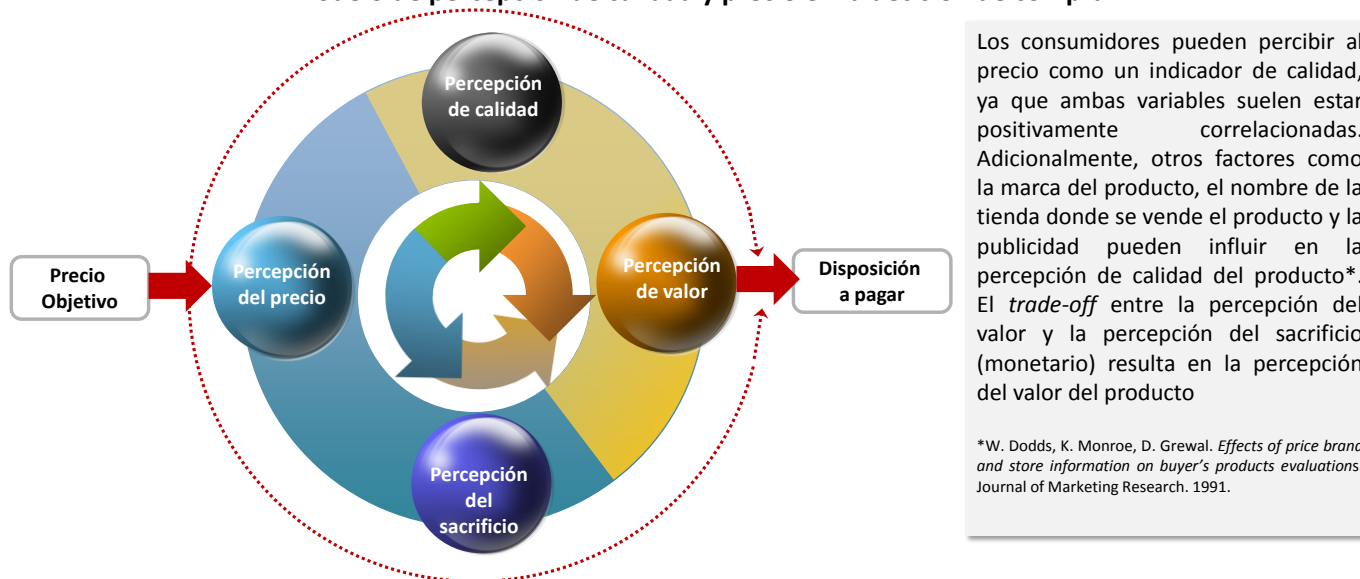 Percepción
de calidad
Precio
Objetivo
Percepción
del precio
Percepción
de valor
Disposición
a pagar
Percepción
del
sacrificio
Los consumidores pueden percibir al
precio como un indicador de calidad,
ya que ambas variables suelen estar
positivamente correlacionadas.
Adicionalmente, otros factores como
la marca del producto, el nombre de la
tienda donde se vende el producto y la
publicidad pueden influir en la
percepción de calidad del producto*.
El trade-off entre la percepción del
valor y la percepción del sacrificio
(monetario) resulta en la percepción
del valor del producto
*W. Dodds, K. Monroe, D. Grewal. Effects of price brand
and store information on buyer's products evaluations
Journal of Marketing Research. 1991.